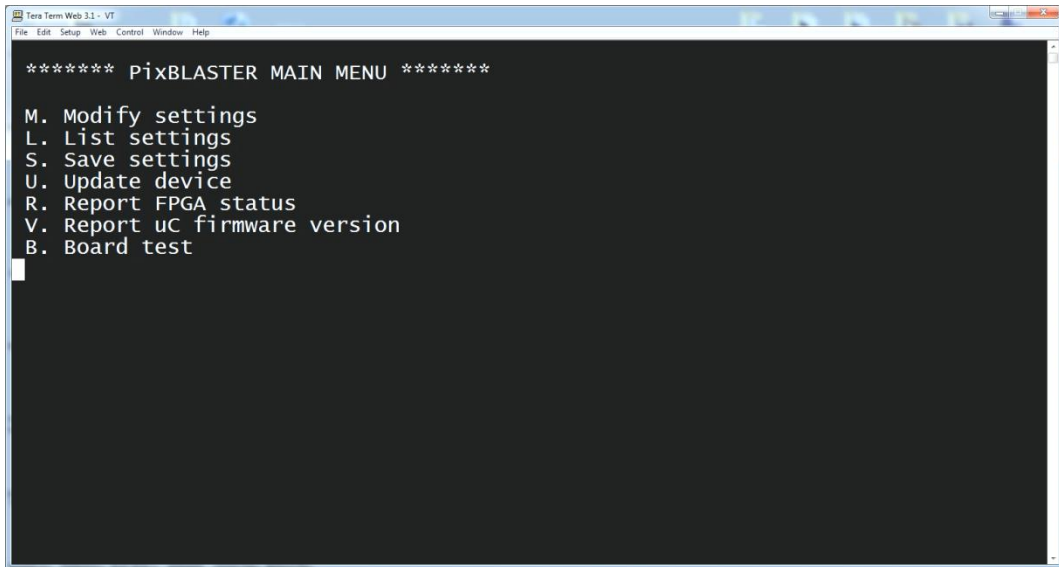 Tera Term Web 3.1 - VT
File Edit Setup Web Control Window Help
******* PixBLASTER MAIN MENU *******
M. Modify settings
L. List settings
S. Save settings
U. Update device
R. Report FPGA status
V. Report uC firmware version
B. Board test